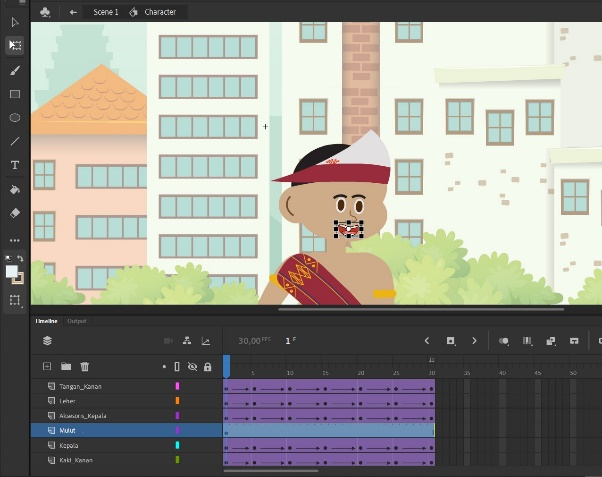 Scene 1 Character
T
Timeline Output
30,00 FPS 1 F
1s
5 10 15 20 25 30 35 40 45 50
Tangan_Kanan
Leher
Aksesoris_Kepala
Mulut
Kepala
Kaki_Kanan